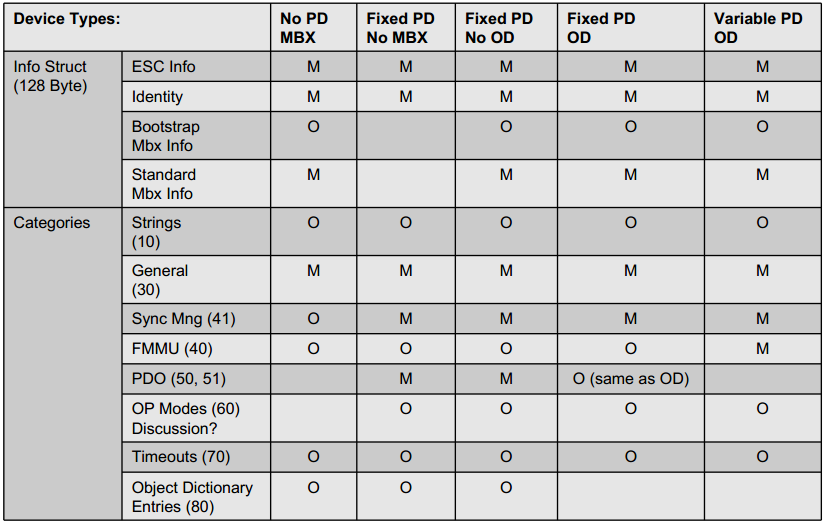 Device Types: No PD MBX Fixed PD No MBX Fixed PD No OD Fixed PD OD Variable PD OD
Info Struct (128 Byte) ESC Info M M M M M
Identity M M M M M
Bootstrap Mbx Info O O O O
Standard Mbx Info M M M M
Categories Strings (10) O O O O O
General (30) M M M M M
Sync Mng (41) O M M M M
FMMU (40) O O O O M
PDO (50, 51) M M O (same as OD)
OP Modes (60) Discussion? O O O O
Timeouts (70) O O O O O
Object Dictionary Entries (80) O O O